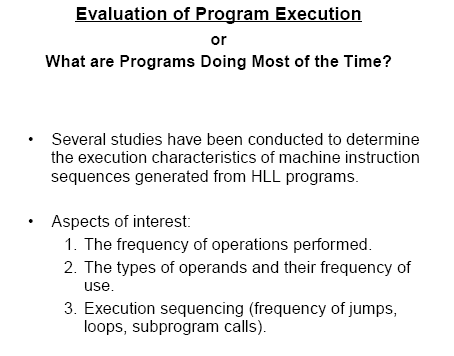 Evaluation of Program Execution
or
What are Programs Doing Most of the Time?
• Several studies have been conducted to determine
the execution characteristics of machine instruction
sequences generated from HLL programs.
• Aspects of interest:
1. The frequency of operations performed.
2. The types of operands and their frequency of
use.
3. Execution sequencing (frequency of jumps,
loops, subprogram calls).